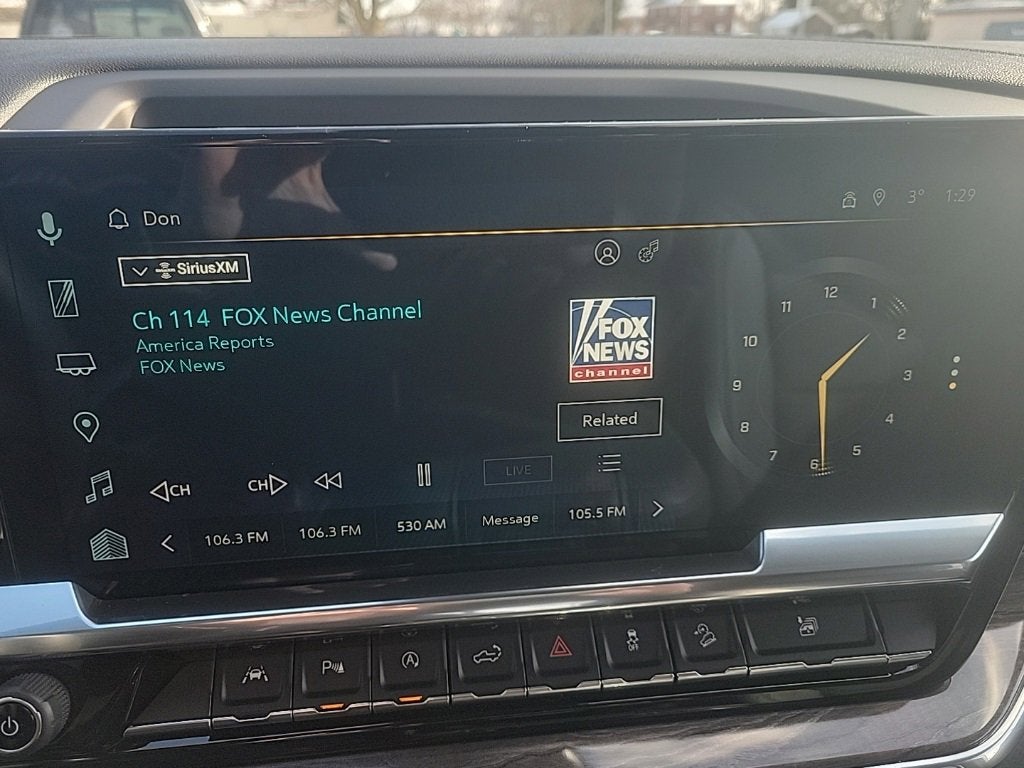 Don
3° 1:29
SiriusXM
Ch 114 FOX News Channel
America Reports
FOX News
FOX
NEWS
channel
Related
12
1
2
3
4
5
6
7
8
9
10
11
CH
CH
LIVE
106.3 FM
106.3 FM
530 AM
Message
105.5 FM
P
A
OFF